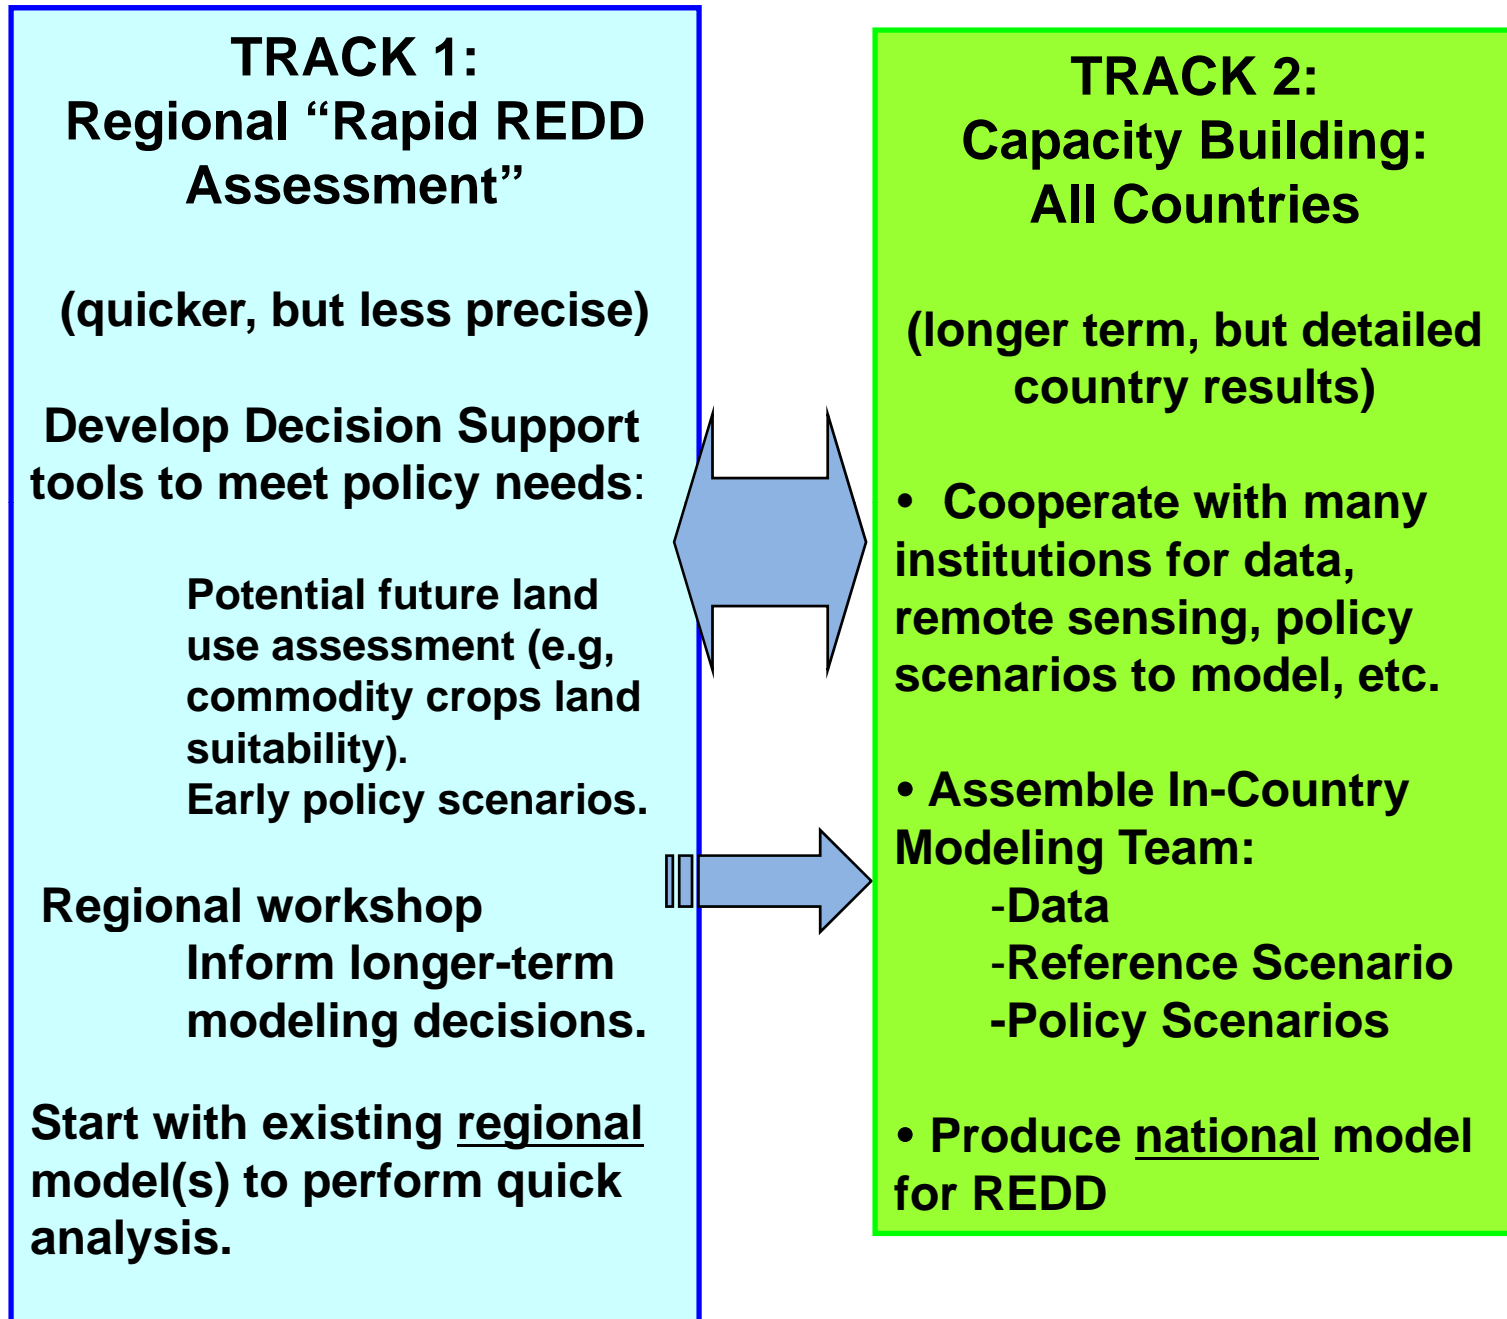 TRACK 1:
Regional “Rapid REDD
Assessment”
(quicker, but less precise)
Develop Decision Support
tools to meet policy needs:
Potential future land
use assessment (e.g,
commodity crops land
suitability).
Early policy scenarios.
Regional workshop
Inform longer-term
modeling decisions.
Start with existing regional
model(s) to perform quick
analysis.
TRACK 2:
Capacity Building:
All Countries
(longer term, but detailed
country results)
• Cooperate with many
institutions for data,
remote sensing, policy
scenarios to model, etc.
• Assemble In-Country
Modeling Team:
-Data
-Reference Scenario
-Policy Scenarios
• Produce national model
for REDD